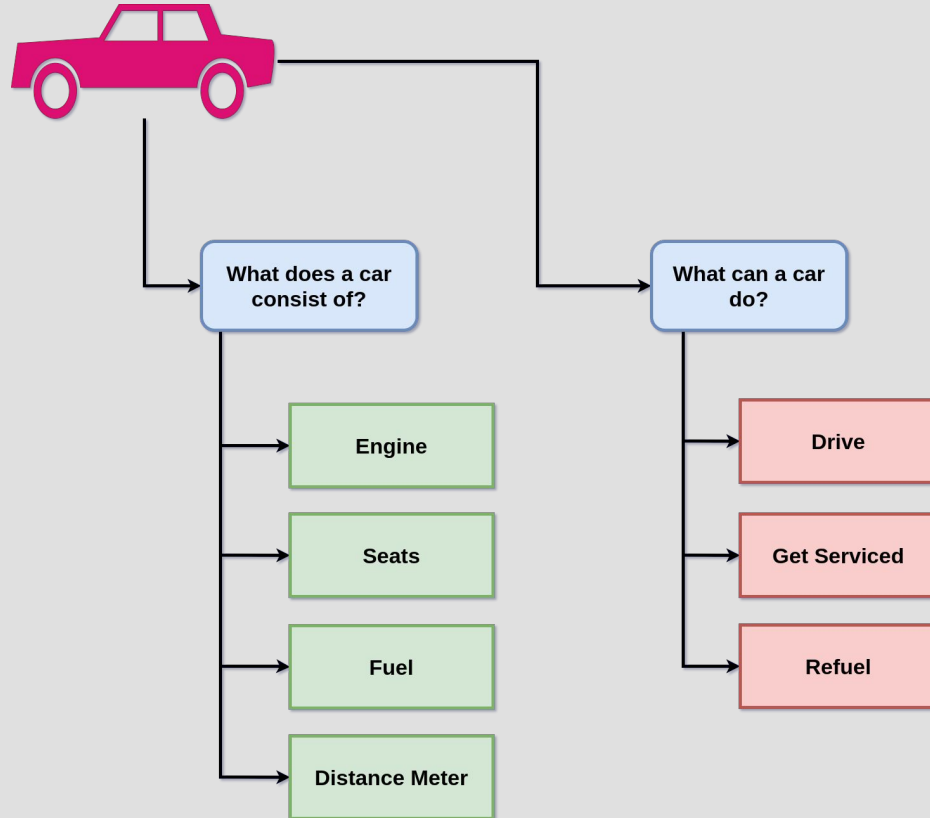 What does a car
consist of?
Engine
Seats
Fuel
Distance Meter
What can a car
do?
Drive
Get Serviced
Refuel